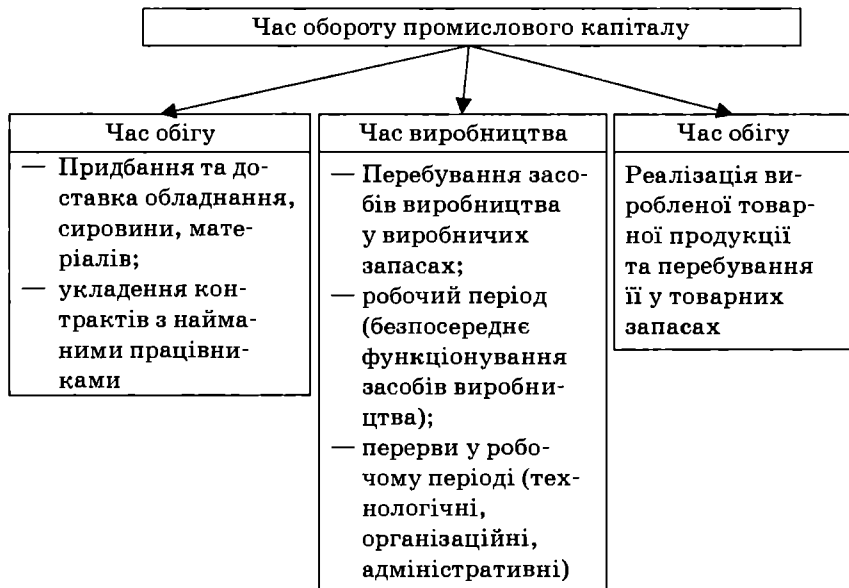 Час обороту промислового капіталу
Час обігу
— Придбання та до-
ставка обладнання,
сировини, мате-
ріалів;
— укладення кон-
трактів з найма-
ними працівни-
ками
Час виробництва
— Перебування засо-
бів виробництва
у виробничих
запасах;
— робочий період
(безпосереднє
функціонування
засобів виробни-
цтва);
— перерви у робо-
чому періоді (тех-
нологічні,
організаційні,
адміністративні)
Час обігу
Реалізація ви-
робленої товар-
ної продукції
та перебування
її у товарних
запасах